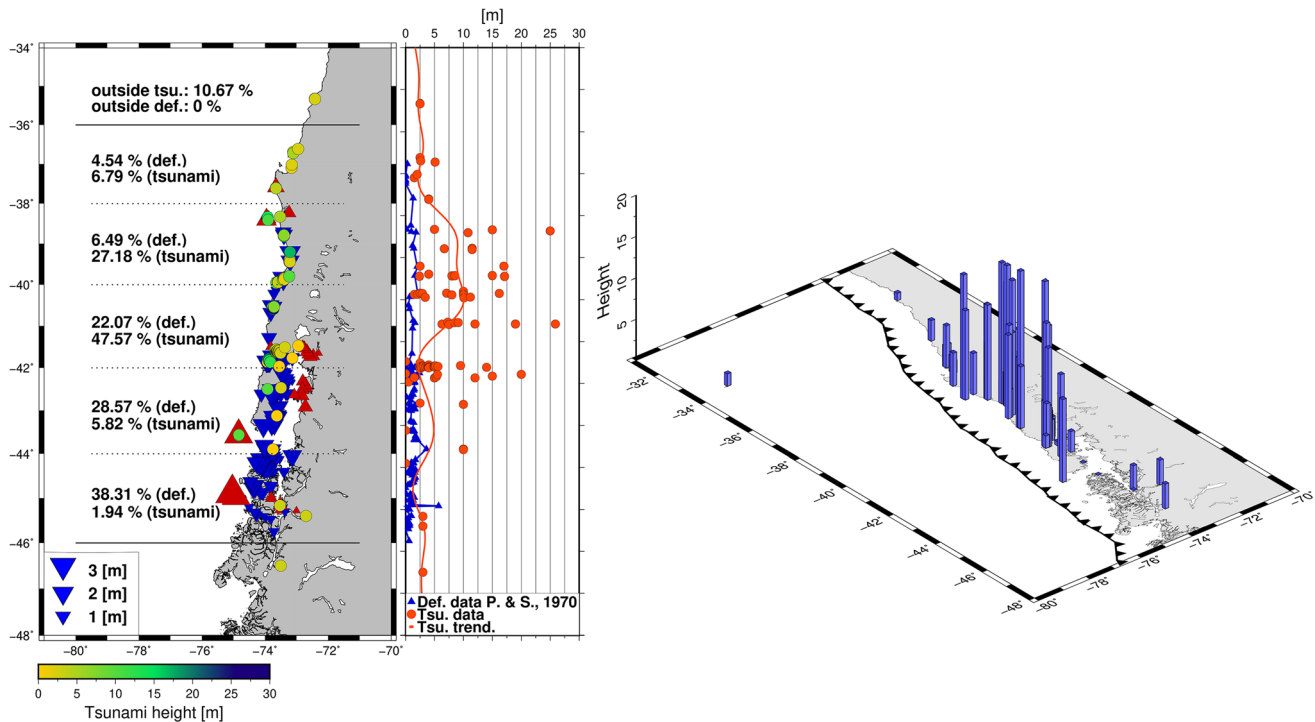 [m]
0 5 10 15 20 25 30
−34°
−36°
−38°
−40°
−42°
−44°
−46°
−48°
outside tsu.: 10.67 %
outside def.: 0 %
4.54 % (def.)
6.79 % (tsunami)
6.49 % (def.)
27.18 % (tsunami)
22.07 % (def.)
47.57 % (tsunami)
28.57 % (def.)
5.82 % (tsunami)
38.31 % (def.)
1.94 % (tsunami)
3 [m]
2 [m]
1 [m]
−80° −78° −76° −74° −72° −70°
Def. data P. & S., 1970
Tsu. data
Tsu. trend.
0 5 10 15 20 25 30
Tsunami height [m]
Height
20
15
10
5
−32°
−34°
−36°
−38°
−40°
−42°
−44°
−46°
−48°
−80°
−78°
−76°
−74°
−72°
−70°